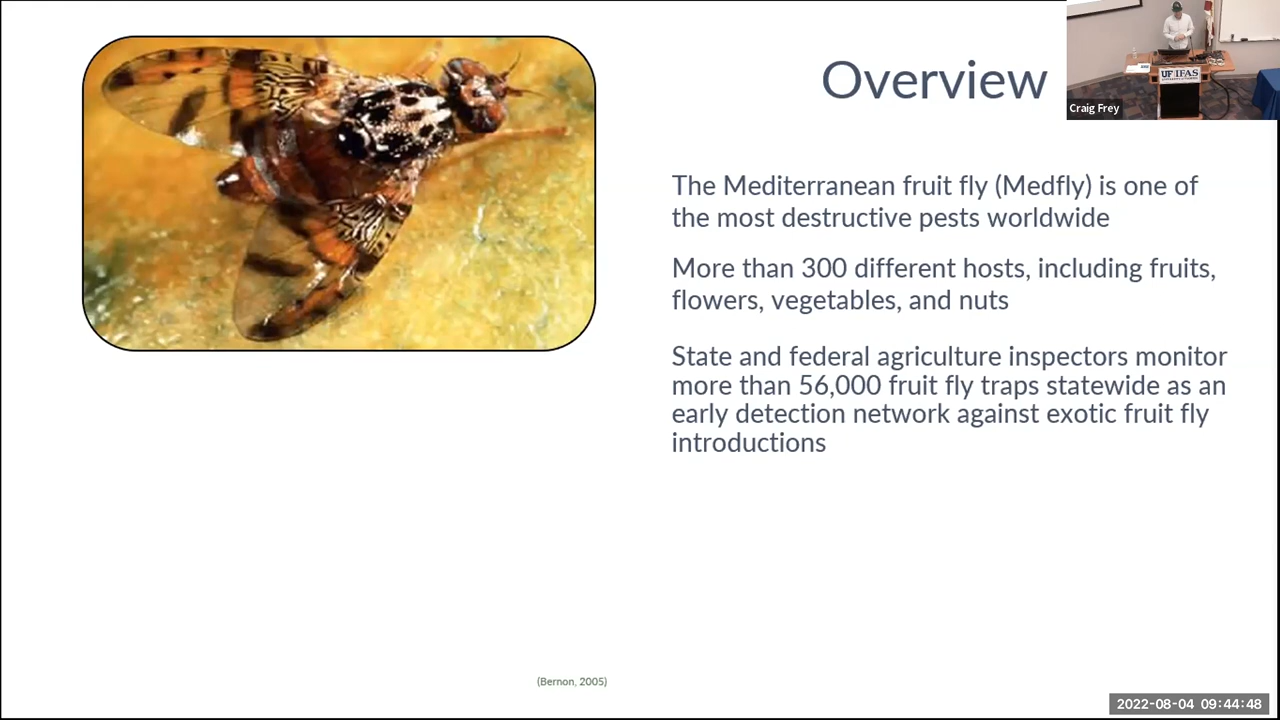 Overview
Craig Frey
UF IFAS
The Mediterranean fruit fly (Medfly) is one of
the most destructive pests worldwide
More than 300 different hosts, including fruits,
flowers, vegetables, and nuts
State and federal agriculture inspectors monitor
more than 56,000 fruit fly traps statewide as an
early detection network against exotic fruit fly
introductions
(Bernon, 2005)
2022-08-04 09:44:48